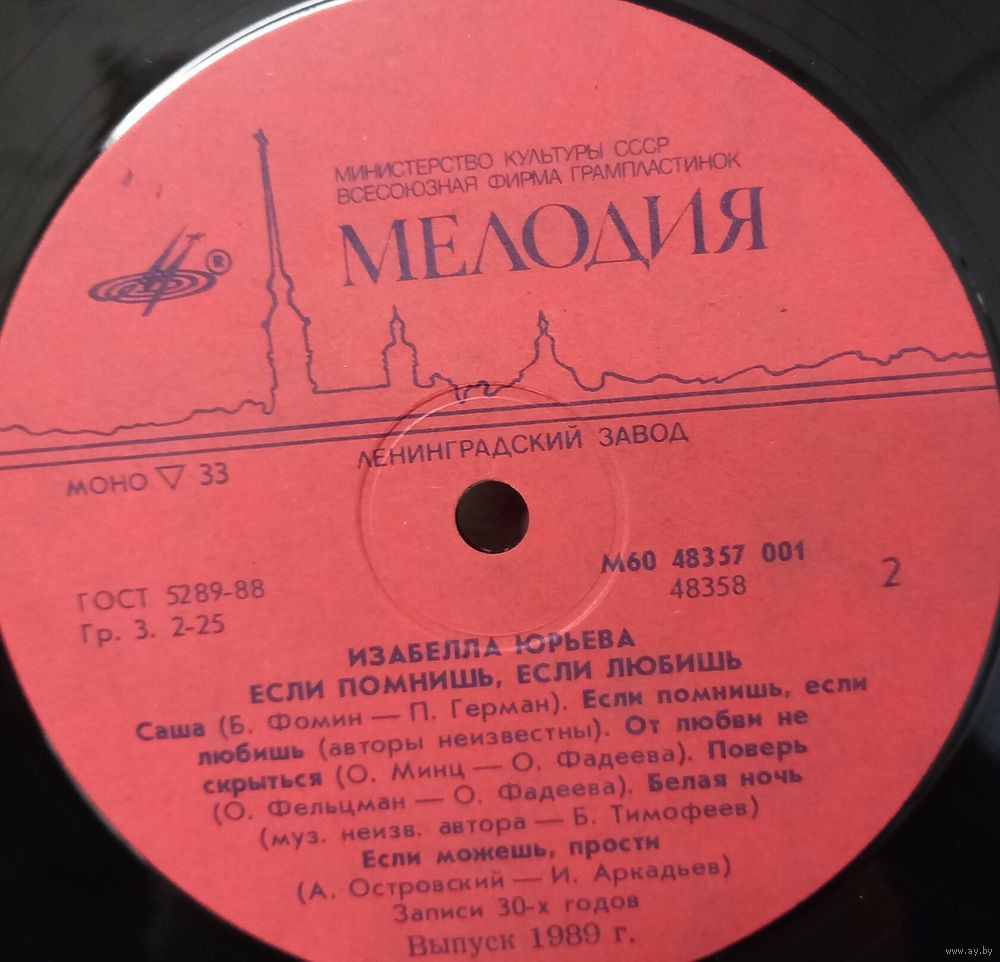 МИНИСТЕРСТВО КУЛЬТУРЫ СССР
ВСЕСОЮЗНАЯ ФИРМА ГРАМПЛАСТИНОК
МЕЛОДИЯ
®
ЛЕНИНГРАДСКИЙ ЗАВОД
МОНО ▽ 33
М60 48357 001
48358
2
ГОСТ 5289-88
Гр. 3. 2-25
ИЗАБЕЛЛА ЮРЬЕВА
ЕСЛИ ПОМНИШЬ, ЕСЛИ ЛЮБИШЬ
Саша (Б. Фомин — П. Герман). Если помнишь, если
любишь (авторы неизвестны). От любви не
скрыться (О. Минц — О. Фадеева). Поверь
(О. Фельцман — О. Фадеева). Белая ночь
(муз. неизв. автора — Б. Тимофеев)
Если можешь, прости
(А. Островский — И. Аркадьев)
Записи 30-х годов
Выпуск 1989 г.
www.ay.by